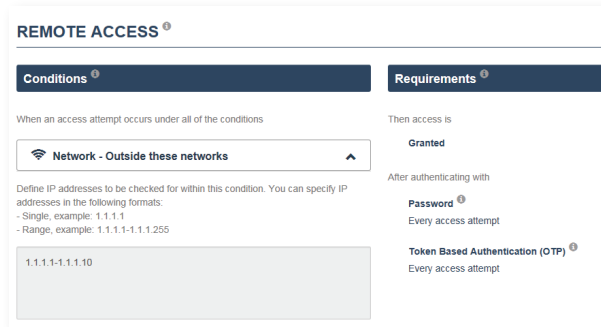 REMOTE ACCESS
Conditions
When an access attempt occurs under all of the conditions
Network - Outside these networks
Define IP addresses to be checked for within this condition. You can specify IP
addresses in the following formats:
- Single, example: 1.1.1.1
- Range, example: 1.1.1.1-1.1.1.255
1.1.1.1-1.1.1.10
Requirements
Then access is
Granted
After authenticating with
Password
Every access attempt
Token Based Authentication (OTP)
Every access attempt